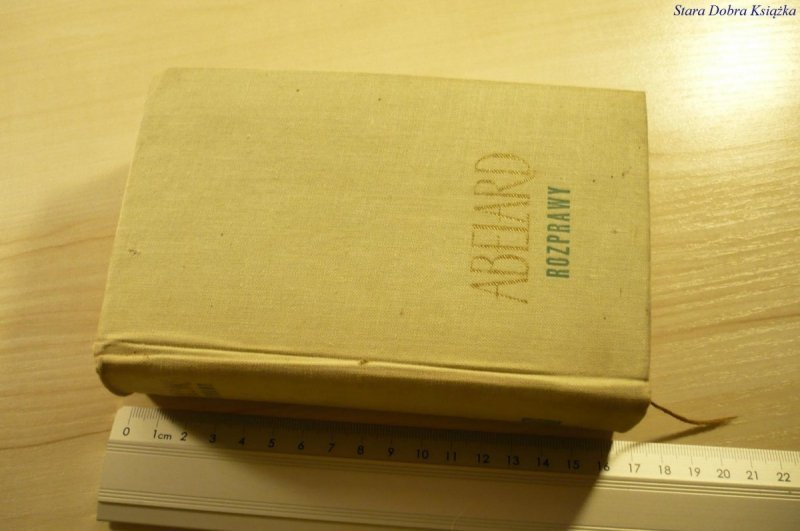 Stara Dobra Książka
ABELARD
ROZPRAWY
0 1cm 2 3 4 5 6 7 8 9 10 11 12 13 14 15 16 17 18 19 20 21 22